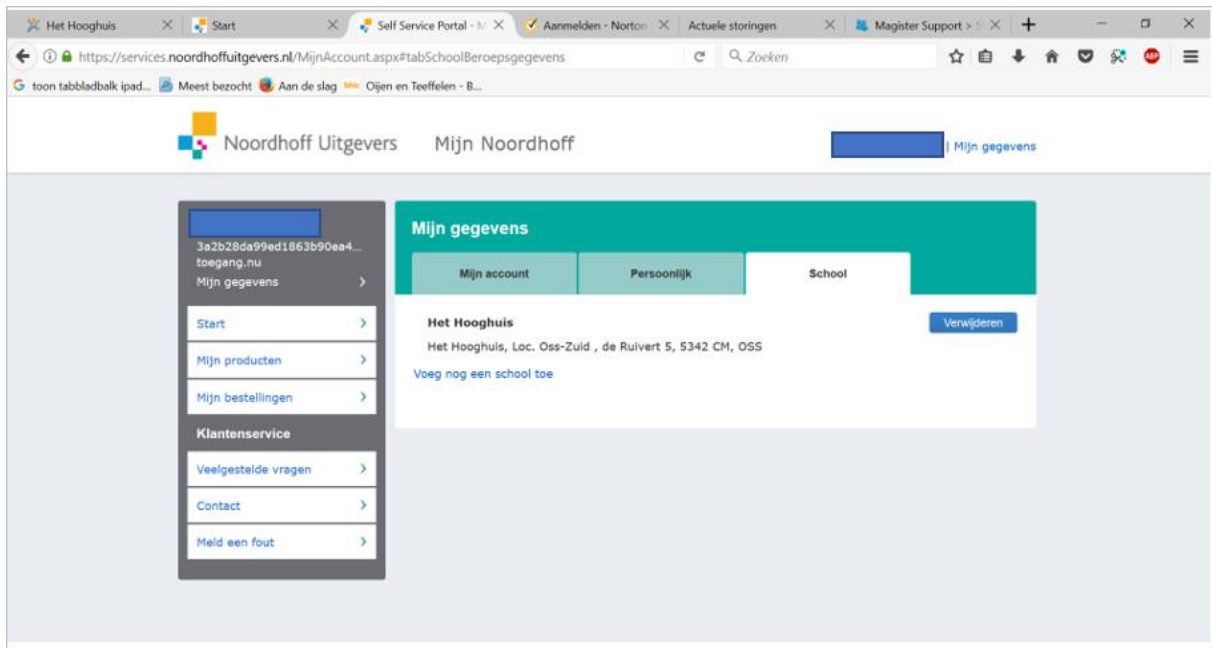 Het Hooghuis
Start
Self Service Portal - M
Aanmelden - Norton
Actuele storingen
Magister Support > S
https://services.noordhoffuitgevers.nl/MijnAccount.aspx#tabSchoolBeroepsgegevens
Zoeken
ABP
toon tabbladbalk ipad...
Meest bezocht
Aan de slag
Oijen en Teeffelen - B...
Noordhoff Uitgevers
Mijn Noordhoff
| Mijn gegevens
3a2b28da99ed1863b90ea4...
toegang.nu
Mijn gegevens
Start
Mijn producten
Mijn bestellingen
Klantenservice
Veelgestelde vragen
Contact
Meld een fout
Mijn gegevens
Mijn account
Persoonlijk
School
Het Hooghuis
Verwijderen
Het Hooghuis, Loc. Oss-Zuid , de Ruivert 5, 5342 CM, OSS
Voeg nog een school toe